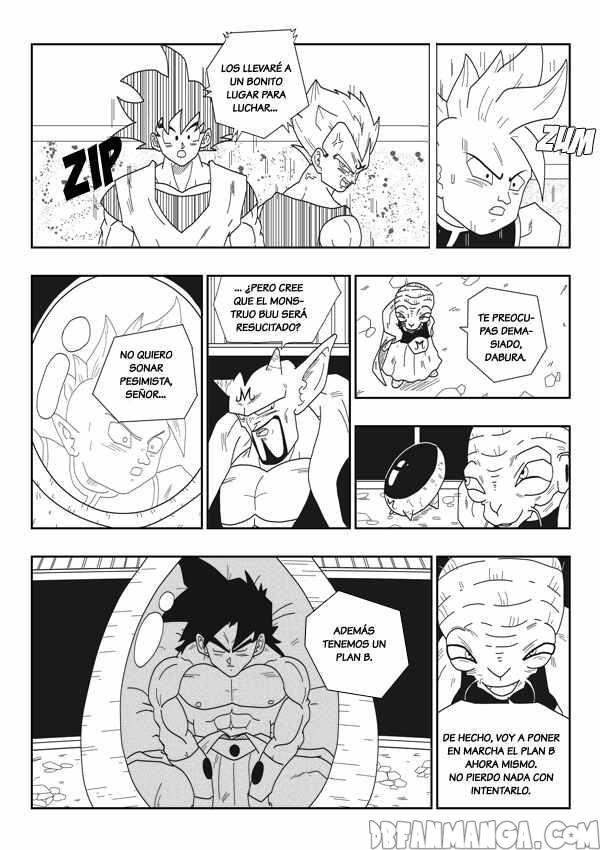 LOS LLEVARÉ A
UN BONITO
LUGAR PARA
LUCHAR...
ZIP
ZUM
NO QUIERO
SONAR
PESIMISTA,
SEÑOR...
... ¿PERO CREE
QUE EL MONS-
TRUO BUU SERÁ
RESUCITADO?
M
TE PREOCU-
PAS DEMA-
SIADO,
DABURA.
M
ADEMÁS
TENEMOS UN
PLAN B.
DE HECHO, VOY A PONER
EN MARCHA EL PLAN B
AHORA MISMO.
NO PIERDO NADA CON
INTENTARLO.
DBFANMANGA.COM